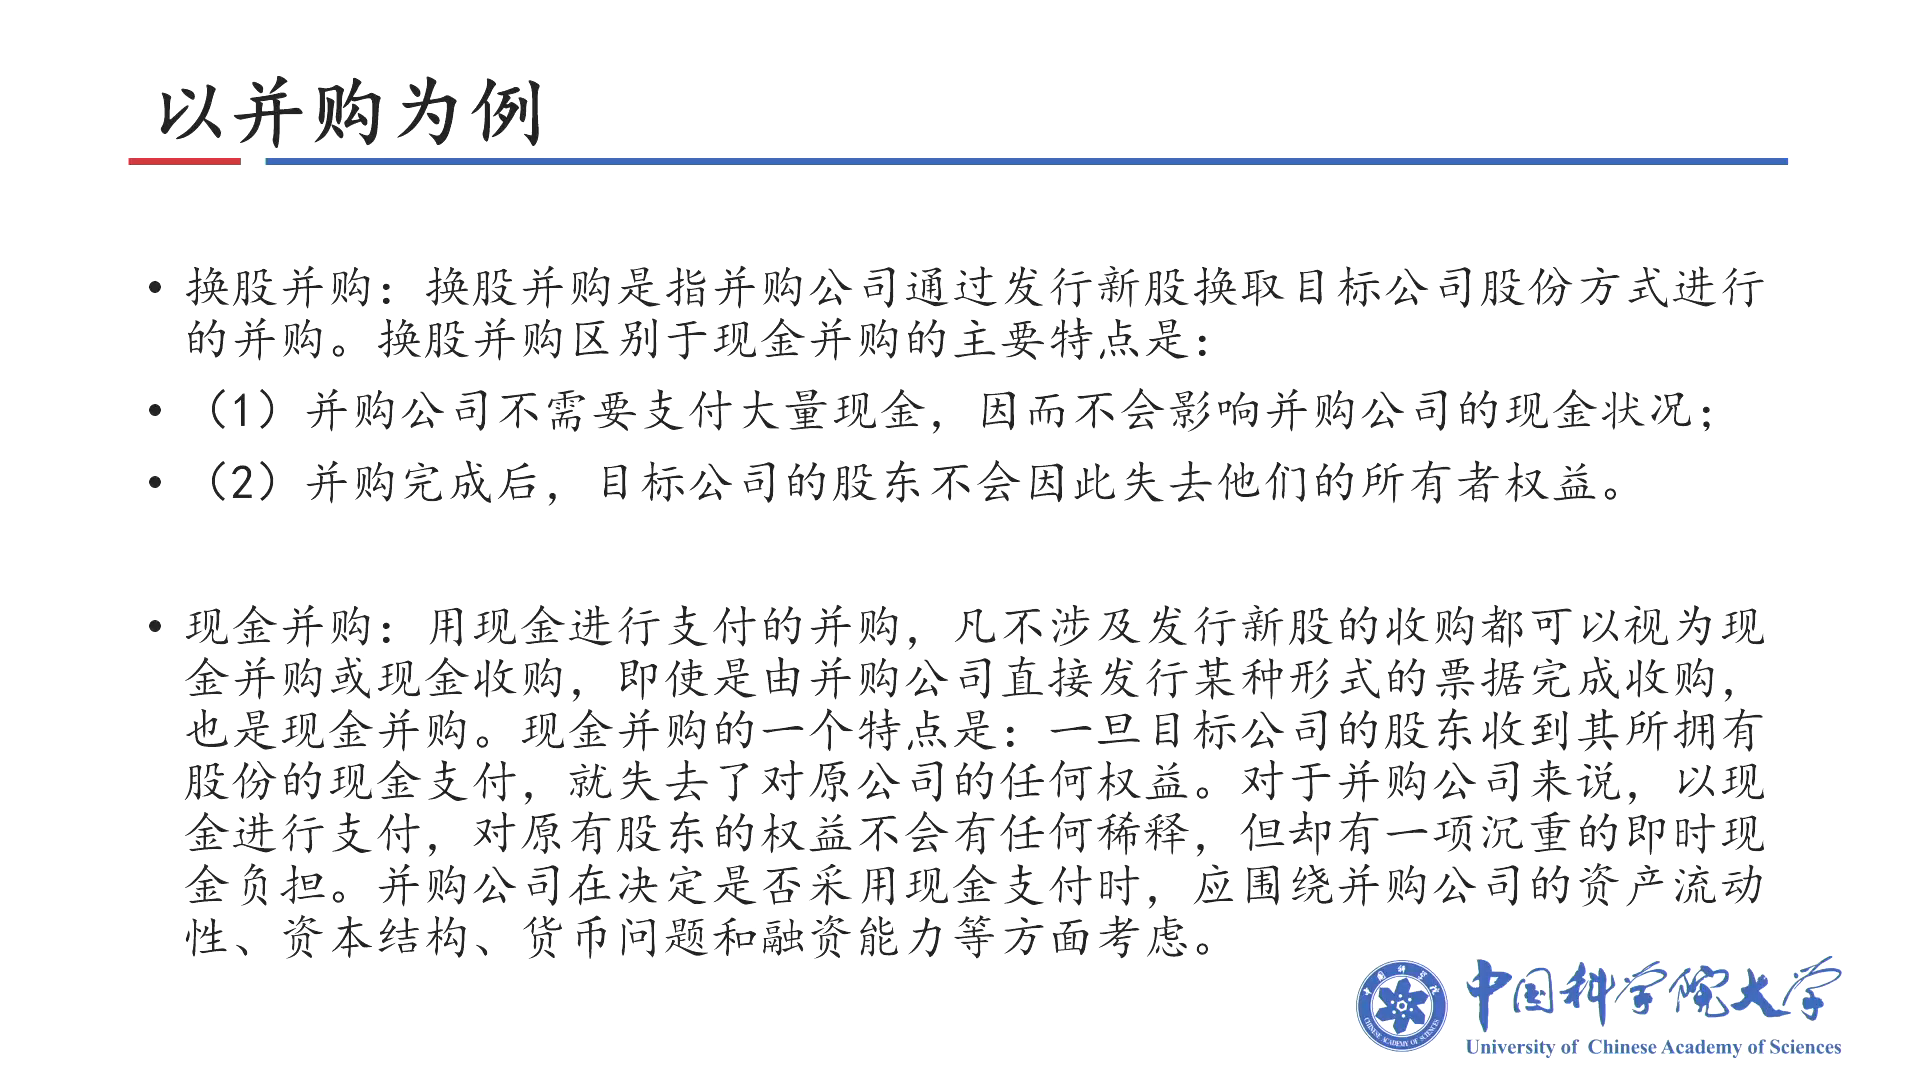 以并购为例
• 换股并购：换股并购是指并购公司通过发行新股换取目标公司股份方式进行
的并购。换股并购区别于现金并购的主要特点是：
• （1）并购公司不需要支付大量现金，因而不会影响并购公司的现金状况；
• （2）并购完成后，目标公司的股东不会因此失去他们的所有者权益。
• 现金并购：用现金进行支付的并购，凡不涉及发行新股的收购都可以视为现
金并购或现金收购，即使是由并购公司直接发行某种形式的票据完成收购，
也是现金并购。现金并购的一个特点是：一旦目标公司的股东收到其所拥有
股份的现金支付，就失去了对原公司的任何权益。对于并购公司来说，以现
金进行支付，对原有股东的权益不会有任何稀释，但却有一项沉重的即时现
金负担。并购公司在决定是否采用现金支付时，应围绕并购公司的资产流动
性、资本结构、货币问题和融资能力等方面考虑。
中国科学院大学
University of Chinese Academy of Sciences
中国科学院
CHINESE ACADEMY OF SCIENCES